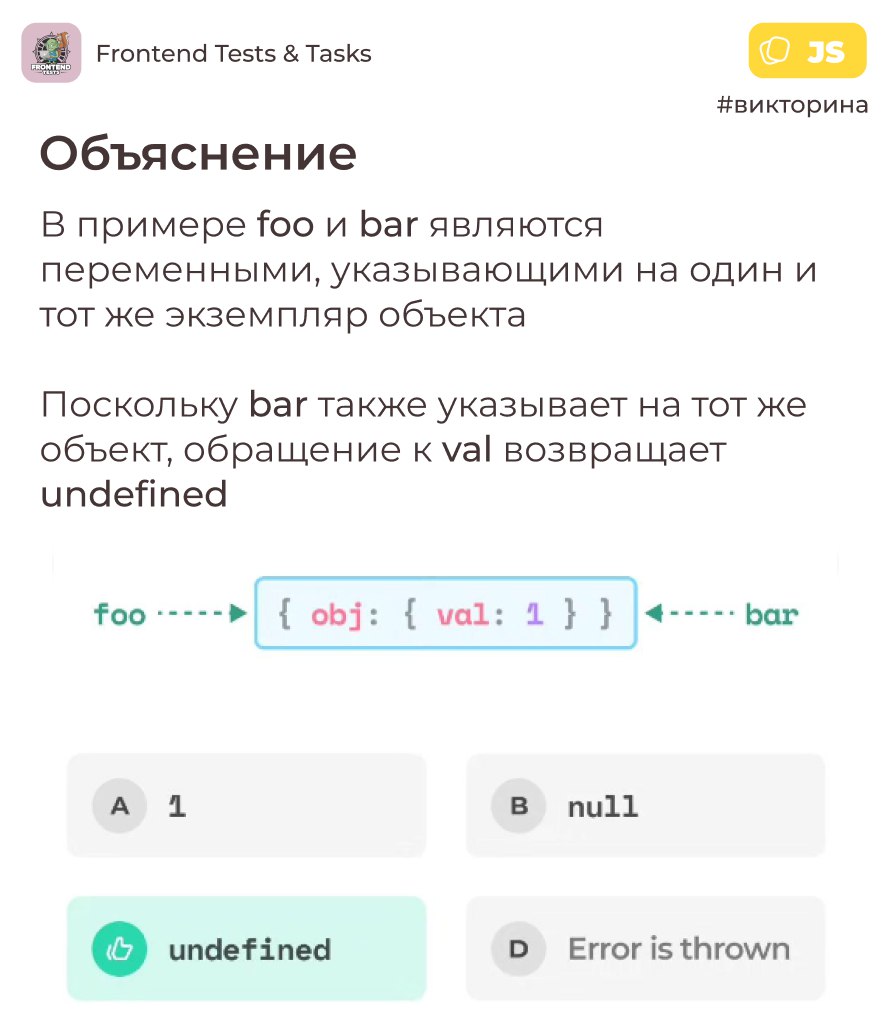 FRONTEND
TESTS
Frontend Tests & Tasks
JS
#викторина
Объяснение
В примере foo и bar являются
переменными, указывающими на один и
тот же экземпляр объекта
Поскольку bar также указывает на тот же
объект, обращение к val возвращает
undefined
foo
{ obj: { val: 1 } }
bar
A 1
B null
undefined
D Error is thrown